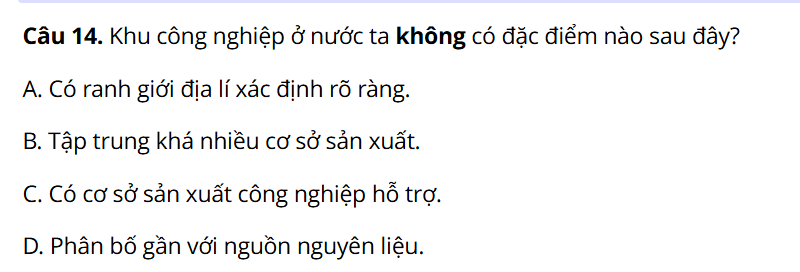 Câu 14. Khu công nghiệp ở nước ta không có đặc điểm nào sau đây?
A. Có ranh giới địa lí xác định rõ ràng.
B. Tập trung khá nhiều cơ sở sản xuất.
C. Có cơ sở sản xuất công nghiệp hỗ trợ.
D. Phân bố gần với nguồn nguyên liệu.